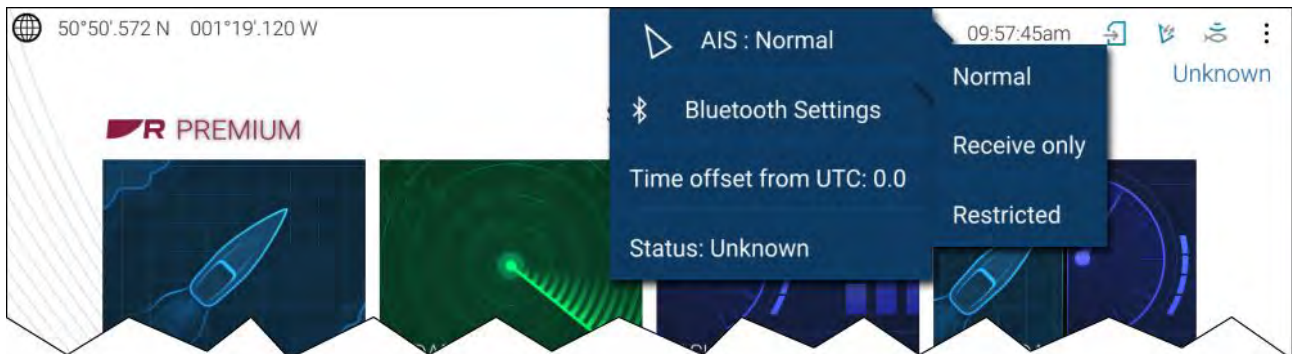 50°50'.572 N 001°19'.120 W
AIS : Normal
09:57:45am
Normal
Unknown
Bluetooth Settings
R PREMIUM
Receive only
Time offset from UTC: 0.0
Restricted
Status: Unknown